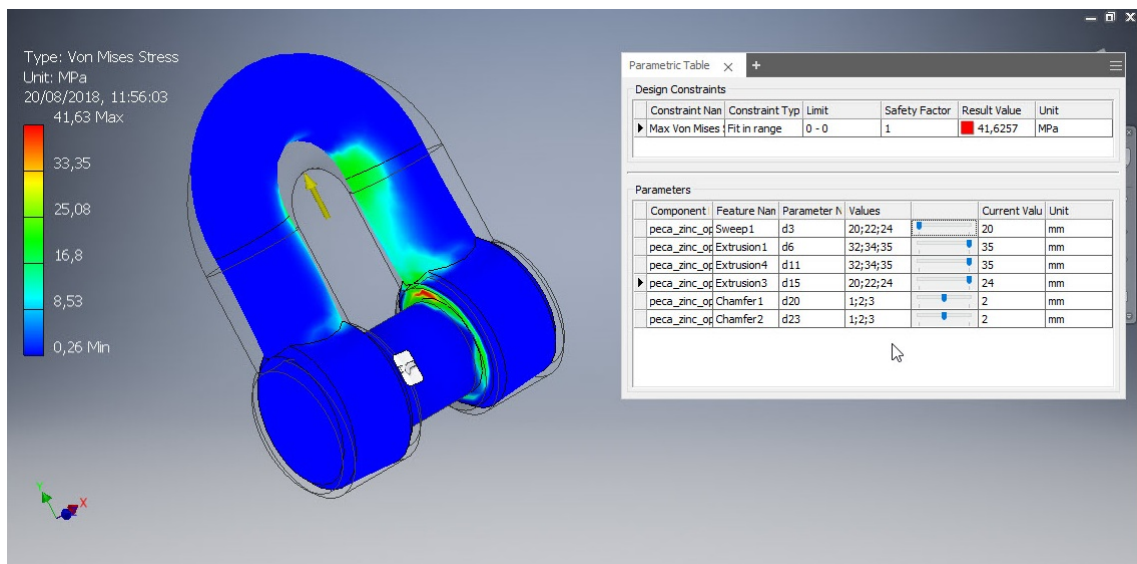 Type: Von Mises Stress
Unit: MPa
20/08/2018, 11:56:03
41,63 Max
33,35
25,08
16,8
8,53
0,26 Min
Parametric Table
Design Constraints
Constraint Nan Constraint Typ Limit Safety Factor Result Value Unit
Max Von Mises Fit in range 0 - 0 1 41,6257 MPa
Parameters
Component Feature Nan Parameter N Values Current Valu Unit
peca_zinc_op Sweep1 d3 20;22;24 20 mm
peca_zinc_op Extrusion1 d6 32;34;35 35 mm
peca_zinc_op Extrusion4 d11 32;34;35 35 mm
peca_zinc_op Extrusion3 d15 20;22;24 24 mm
peca_zinc_op Chamfer1 d20 1;2;3 2 mm
peca_zinc_op Chamfer2 d23 1;2;3 2 mm
Y
X